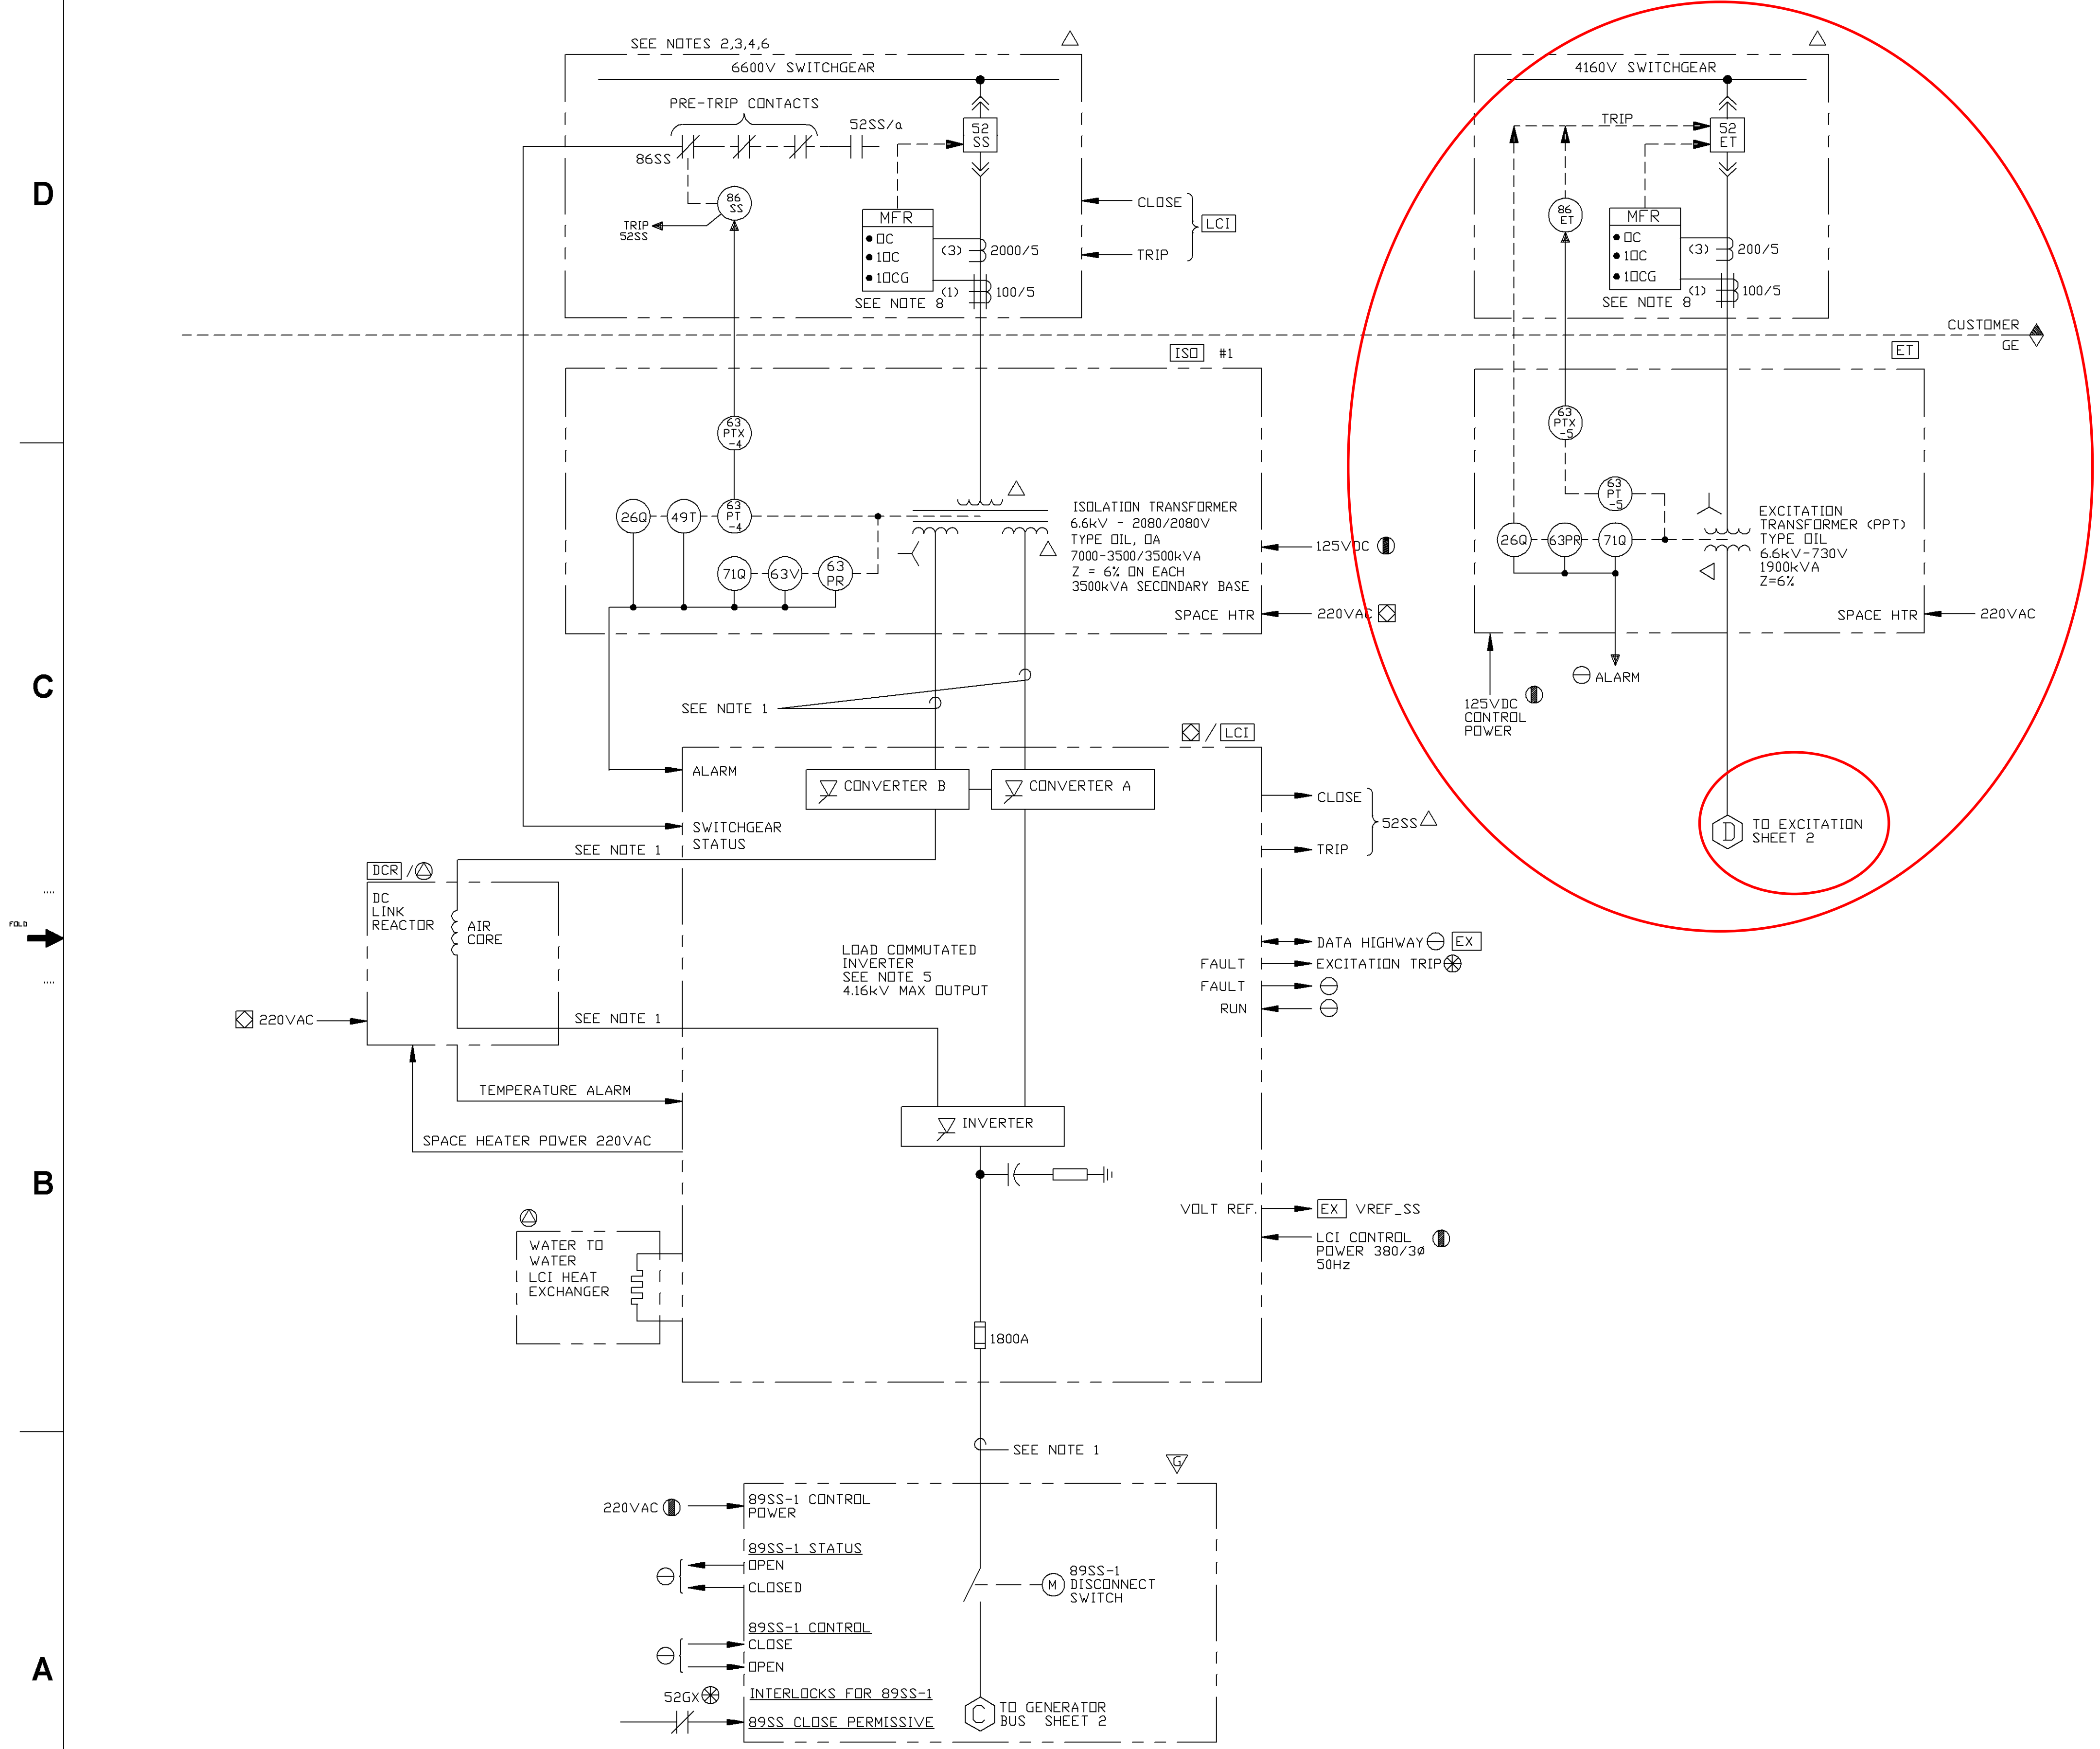 SEE NOTES 2,3,4,6
6600V SWITCHGEAR
PRE-TRIP CONTACTS
52SS/a
86SS
52
SS
86
SS
TRIP
52SS
MFR
OC
1OC
1OCG
(3)
2000/5
(1)
100/5
SEE NOTE 8
CLOSE
LCI
TRIP
4160V SWITCHGEAR
TRIP
52
ET
86
ET
MFR
OC
1OC
1OCG
(3)
200/5
(1)
100/5
SEE NOTE 8
CUSTOMER
GE
D
ISO #1
63
PTX
-4
26Q
49T
63
PT
-4
71Q
63V
63
PR
ISOLATION TRANSFORMER
6.6kV - 2080/2080V
TYPE OIL, OA
7000-3500/3500kVA
Z = 6% ON EACH
3500kVA SECONDARY BASE
SPACE HTR
125VDC
220VAC
ET
63
PTX
-5
63
PT
-5
26Q
63PR
71Q
EXCITATION
TRANSFORMER (PPT)
TYPE OIL
6.6kV-730V
1900kVA
Z=6%
SPACE HTR
220VAC
ALARM
125VDC
CONTROL
POWER
C
SEE NOTE 1
LCI
ALARM
CONVERTER B
CONVERTER A
SWITCHGEAR
STATUS
SEE NOTE 1
CLOSE
52SS
TRIP
D
TO EXCITATION
SHEET 2
DCR /
DC
LINK
REACTOR
AIR
CORE
FOLD
LOAD COMMUTATED
INVERTER
SEE NOTE 5
4.16kV MAX OUTPUT
DATA HIGHWAY
EX
FAULT
EXCITATION TRIP
FAULT
RUN
220VAC
SEE NOTE 1
TEMPERATURE ALARM
SPACE HEATER POWER 220VAC
INVERTER
B
VOLT REF.
EX VREF_SS
LCI CONTROL
POWER 380/3Ø
50Hz
WATER TO
WATER
LCI HEAT
EXCHANGER
1800A
SEE NOTE 1
G
220VAC
89SS-1 CONTROL
POWER
89SS-1 STATUS
OPEN
CLOSED
89SS-1
DISCONNECT
SWITCH
M
89SS-1 CONTROL
CLOSE
OPEN
A
52GX
INTERLOCKS FOR 89SS-1
89SS CLOSE PERMISSIVE
C
TO GENERATOR
BUS SHEET 2